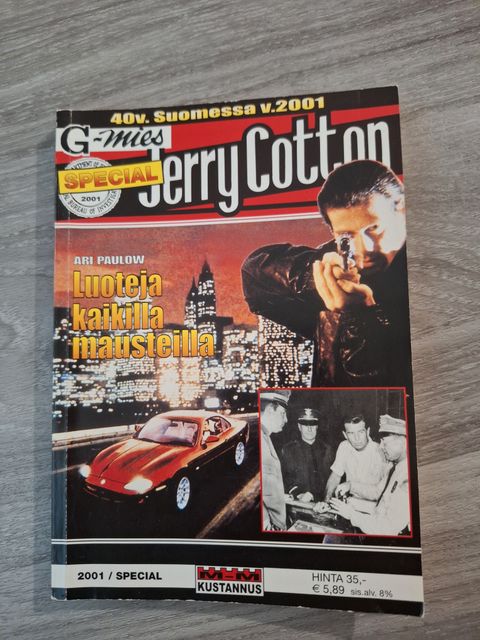 40v. Suomessa v.2001
G-mies
SPECIAL
Jerry Cotton
2001
ARI PAULOW
Luoteja
kaikilla
mausteilla
2001 / SPECIAL
M-M
KUSTANNUS
HINTA 35,-
€ 5,89 sis.alv. 8%